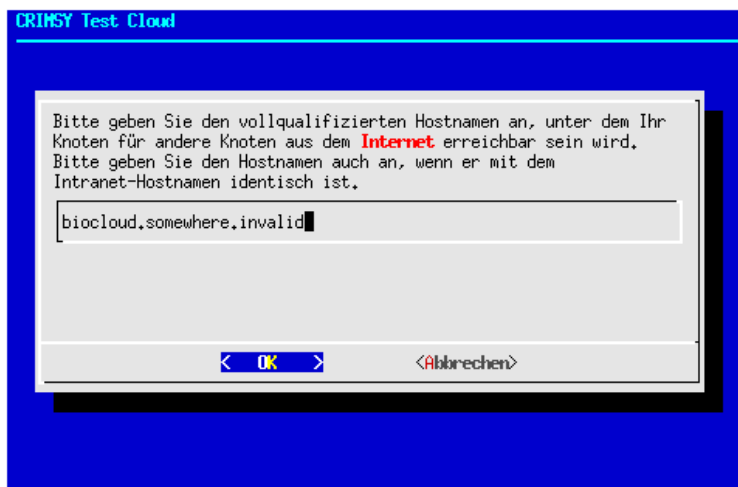 CRIMSY Test Cloud
Bitte geben Sie den vollqualifizierten Hostnamen an, unter dem Ihr
Knoten für andere Knoten aus dem Internet erreichbar sein wird.
Bitte geben Sie den Hostnamen auch an, wenn er mit dem
Intranet-Hostnamen identisch ist.
biocloud.somewhere.invalid
< OK > <Abbrechen>